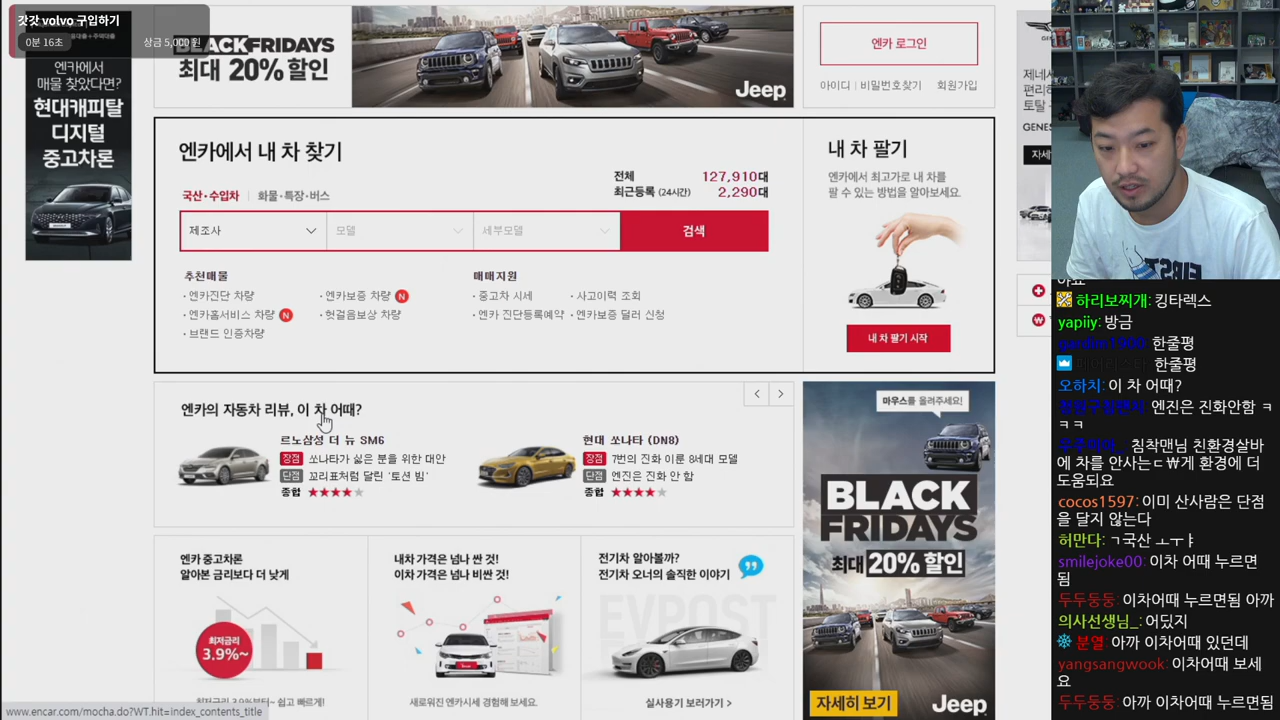 갓갓 volvo 구입하기
0분 16초
상금 5,000 원
엔카에서
매물 찾았다면?
현대캐피탈
디지털
중고차론
BLACKFRIDAYS
최대 20% 할인
Jeep
엔카 로그인
아이디 | 비밀번호찾기 회원가입
엔카에서 내 차 찾기
전체 127,910대
최근등록 (24시간) 2,290대
국산·수입차 | 화물·특장·버스
제조사 모델 세부모델 검색
추천매물
· 엔카진단 차량 · 엔카보증 차량 N
· 엔카홈서비스 차량 N · 헛걸음보상 차량
· 브랜드 인증차량
매매지원
· 중고차 시세 · 사고이력 조회
· 엔카 진단등록예약 · 엔카보증 딜러 신청
내 차 팔기
엔카에서 최고가로 내 차를
팔 수 있는 방법을 알아보세요.
내 차 팔기 시작
엔카의 자동차 리뷰, 이 차 어때?
르노삼성 더 뉴 SM6
장점 쏘나타가 싫은 분을 위한 대안
단점 꼬리표처럼 달린 '토션 빔'
종합 ★★★★★
현대 쏘나타 (DN8)
장점 7번의 진화 이룬 8세대 모델
단점 엔진은 진화 안 함
종합 ★★★★★
엔카 중고차론
알아본 금리보다 더 낮게
최저금리
3.9%~
최저금리 3.9%부터~ 쉽고 빠르게!
내차 가격은 넘나 싼 것!
이차 가격은 넘나 비싼 것!
새로워진 엔카시세 경험해 보세요.
전기차 알아볼까?
전기차 오너의 솔직한 이야기
실사용기 보러가기 >
마우스를 올려주세요!
BLACK
FRIDAYS
최대 20% 할인
자세히 보기
Jeep
제네시
편리하
토탈
GENES
자세
www.encar.com/mocha.do?WT.hit=index_contents_title
하리보찌개: 킹타렉스
yapiiy: 방금
한줄평
한줄평
오하치: 이 차 어때?
엔진은 진화안함 ㅋ
ㅋㅋ
침착맨님 친환경살바
에 차를 안사는ㄷ₩게 환경에 더
도움되요
cocos1597: 이미 산사람은 단점
을 달지 않는다
허만다: ㄱ국산 ㅗㅜㅑ
smilejoke00: 이차 어때 누르면
됨
두두둥둥: 이차어때 누르면됨 아까
의사선생님_: 어딨지
분열: 아까 이차어때 있던데
yangsangwook: 이차어때 보세
요
두두둥둥: 아까 이차어때 누르면됨